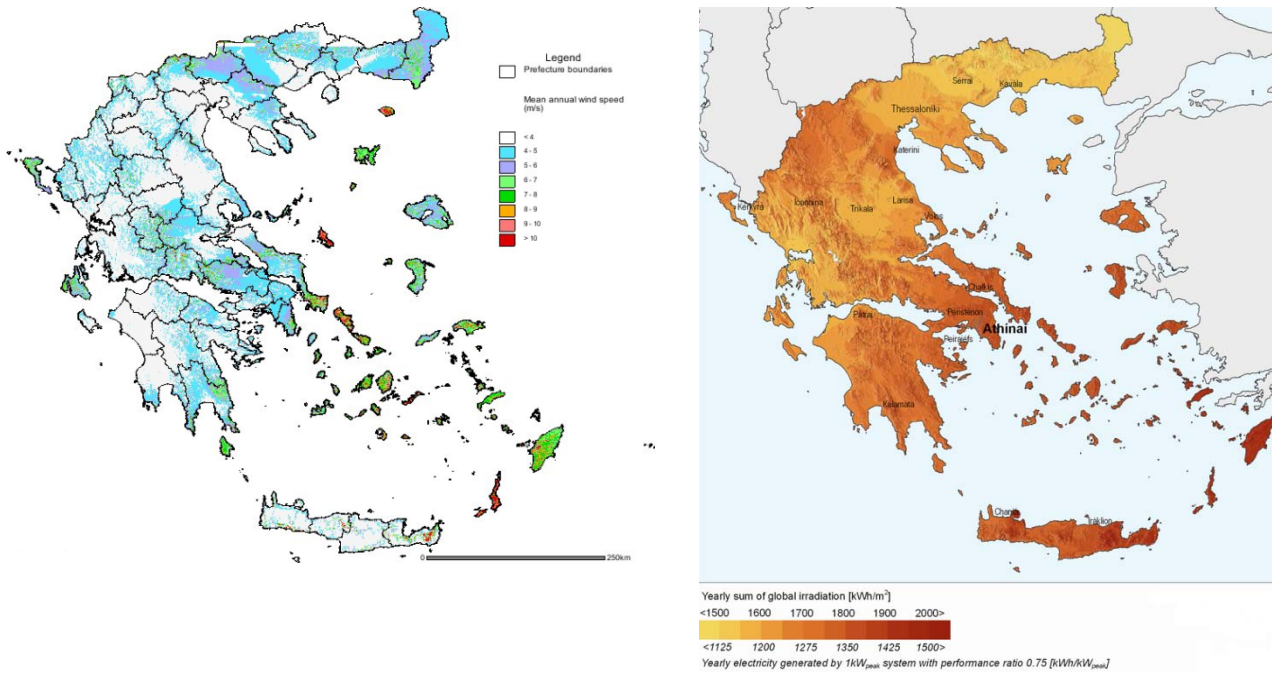 Legend
Prefecture boundaries
Mean annual wind speed
(m/s)
< 4
4 - 5
5 - 6
6 - 7
7 - 8
8 - 9
9 - 10
> 10
0 250km
Serrai
Kavala
Thessaloniki
Katerini
Kerkyra
Ioannina
Trikala
Larisa
Volos
Chalkis
Patrai
Peristerion
Athinai
Peiraiefs
Kalamata
Chania
Iraklion
Yearly sum of global irradiation [kWh/m²]
<1500 1600 1700 1800 1900 2000>
<1125 1200 1275 1350 1425 1500>
Yearly electricity generated by 1kWpeak system with performance ratio 0.75 [kWh/kWpeak]